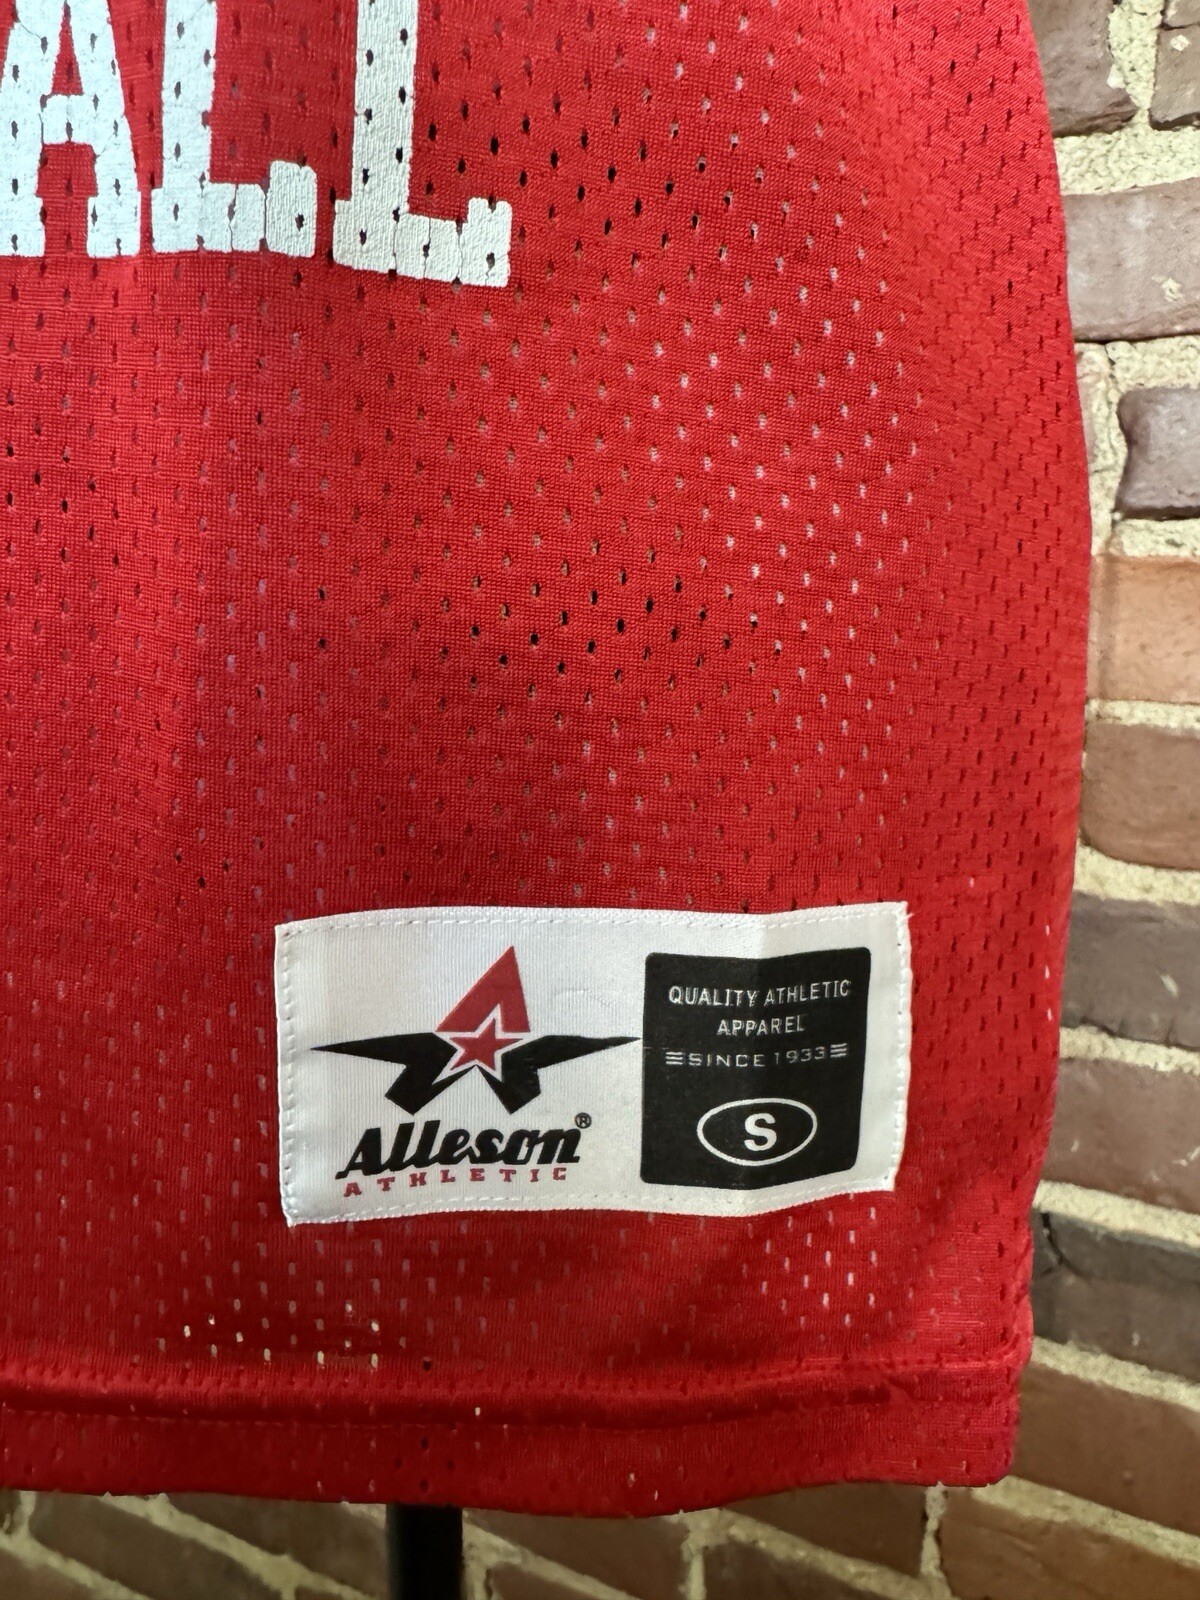 ALL
Alleson®
ATHLETIC
QUALITY ATHLETIC
APPAREL
SINCE 1933
S